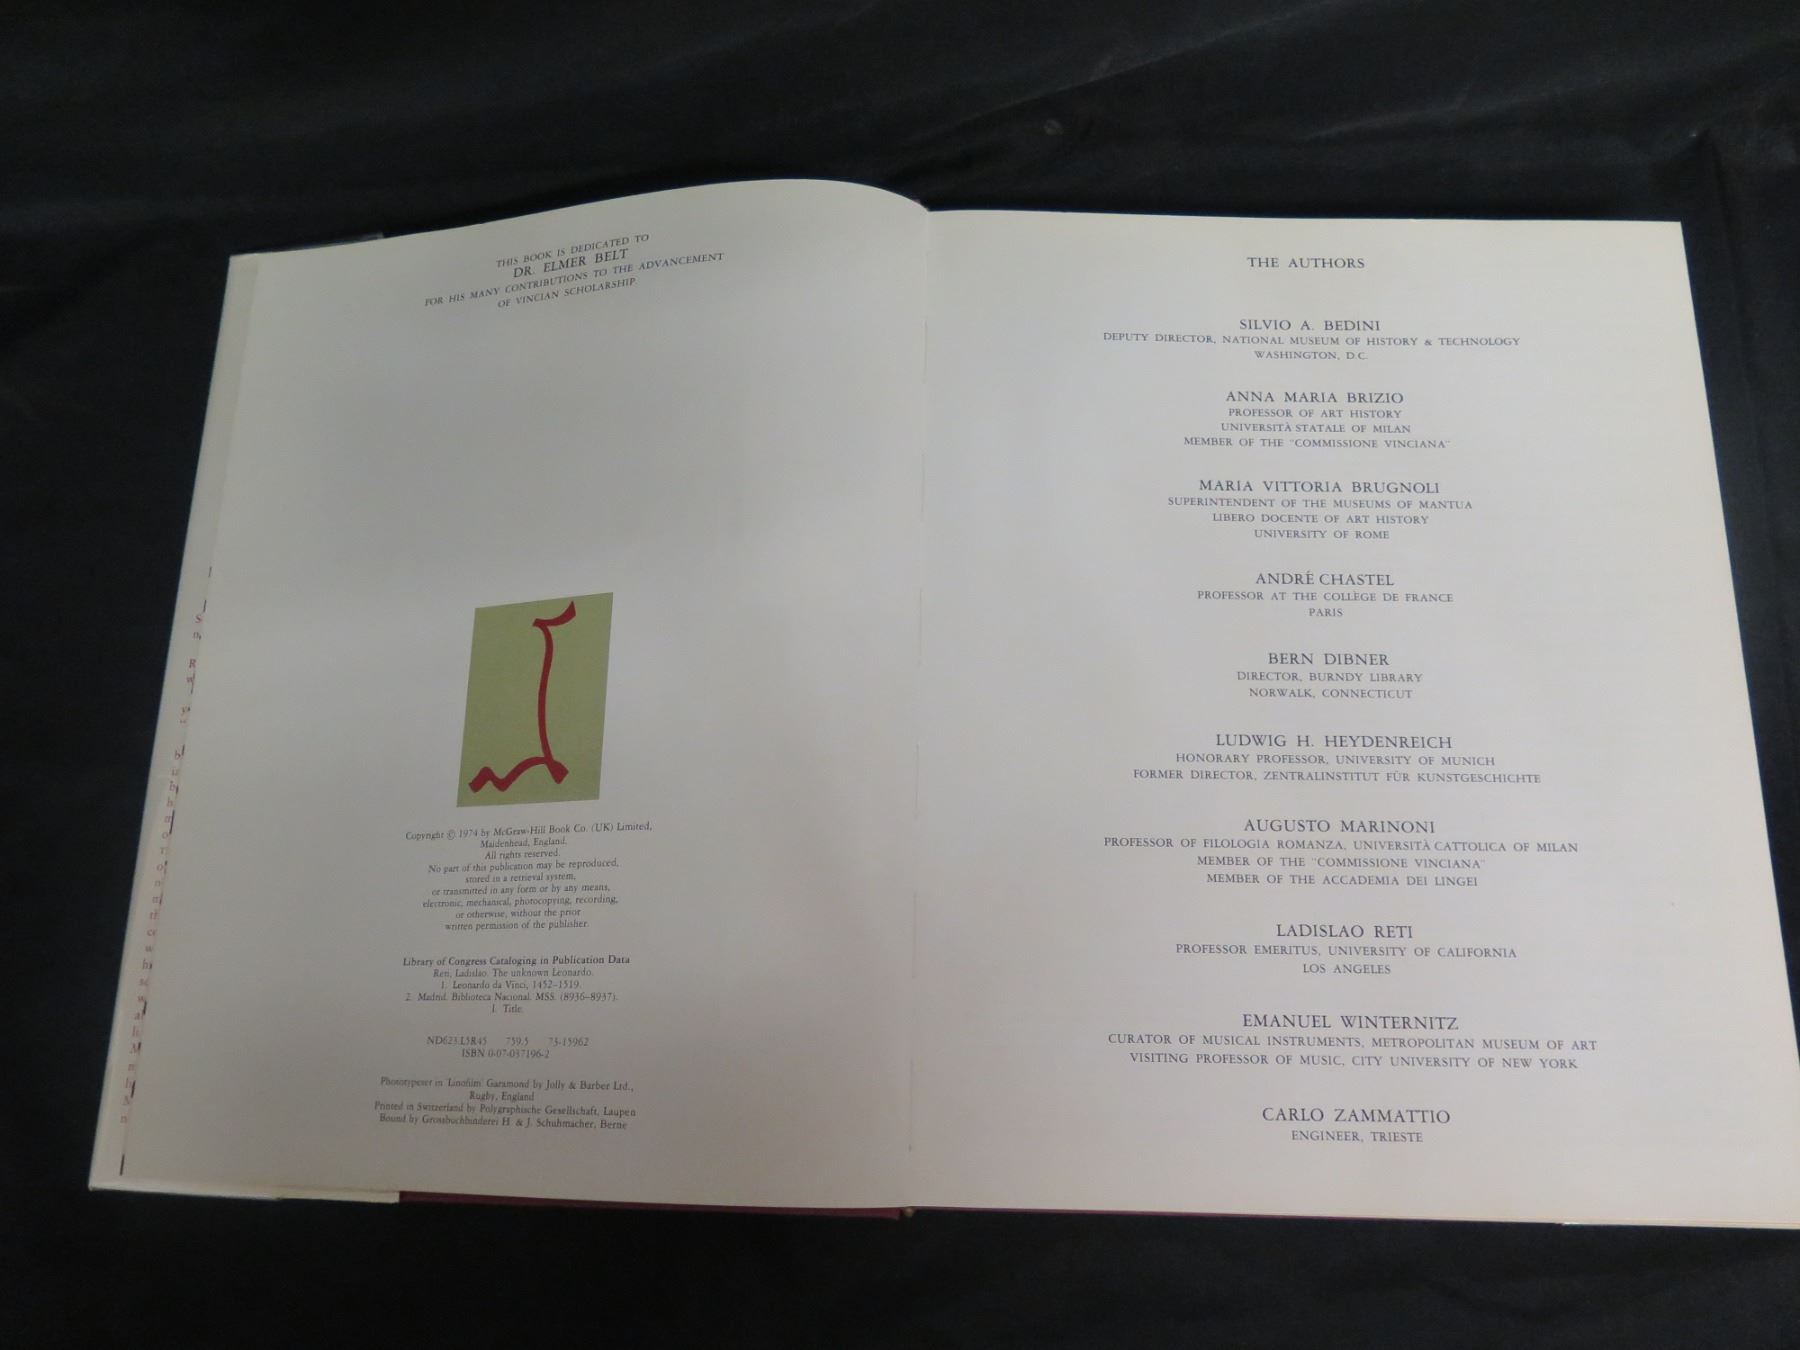 THIS BOOK IS DEDICATED TO
DR. ELMER BELT
FOR HIS MANY CONTRIBUTIONS TO THE ADVANCEMENT
OF VINCIAN SCHOLARSHIP
Copyright © 1974 by McGraw-Hill Book Co. (UK) Limited,
Maidenhead, England.
All rights reserved.
No part of this publication may be reproduced,
stored in a retrieval system,
or transmitted in any form or by any means,
electronic, mechanical, photocopying, recording,
or otherwise, without the prior
written permission of the publisher.
Library of Congress Cataloging in Publication Data
Reti, Ladislao. The unknown Leonardo.
1. Leonardo da Vinci, 1452–1519.
2. Madrid. Biblioteca Nacional. MSS. (8936–8937).
I. Title.
ND623.L5R45 759.5 73-15962
ISBN 0-07-037196-2
Phototypeset in 'Linofilm' Garamond by Jolly & Barber Ltd.,
Rugby, England
Printed in Switzerland by Polygraphische Gesellschaft, Laupen
Bound by Grossbuchbinderei H. & J. Schuhmacher, Berne
THE AUTHORS
SILVIO A. BEDINI
DEPUTY DIRECTOR, NATIONAL MUSEUM OF HISTORY & TECHNOLOGY
WASHINGTON, D.C.
ANNA MARIA BRIZIO
PROFESSOR OF ART HISTORY
UNIVERSITÀ STATALE OF MILAN
MEMBER OF THE "COMMISSIONE VINCIANA"
MARIA VITTORIA BRUGNOLI
SUPERINTENDENT OF THE MUSEUMS OF MANTUA
LIBERO DOCENTE OF ART HISTORY
UNIVERSITY OF ROME
ANDRÉ CHASTEL
PROFESSOR AT THE COLLÈGE DE FRANCE
PARIS
BERN DIBNER
DIRECTOR, BURNDY LIBRARY
NORWALK, CONNECTICUT
LUDWIG H. HEYDENREICH
HONORARY PROFESSOR, UNIVERSITY OF MUNICH
FORMER DIRECTOR, ZENTRALINSTITUT FÜR KUNSTGESCHICHTE
AUGUSTO MARINONI
PROFESSOR OF FILOLOGIA ROMANZA, UNIVERSITÀ CATTOLICA OF MILAN
MEMBER OF THE "COMMISSIONE VINCIANA"
MEMBER OF THE ACCADEMIA DEI LINGEI
LADISLAO RETI
PROFESSOR EMERITUS, UNIVERSITY OF CALIFORNIA
LOS ANGELES
EMANUEL WINTERNITZ
CURATOR OF MUSICAL INSTRUMENTS, METROPOLITAN MUSEUM OF ART
VISITING PROFESSOR OF MUSIC, CITY UNIVERSITY OF NEW YORK
CARLO ZAMMATTIO
ENGINEER, TRIESTE